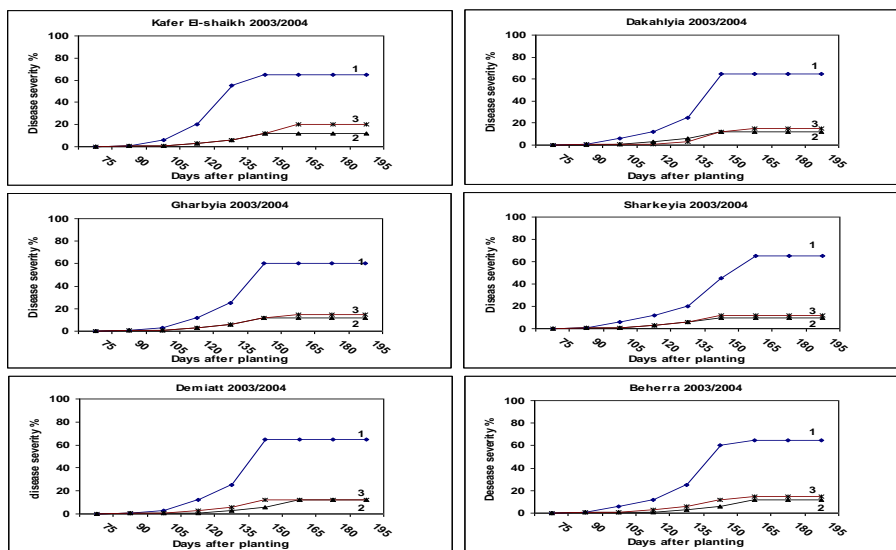 Kafer El-shaikh 2003/2004
Disease severity %
100
80
60
40
20
0
1
3
2
75 90 105 120 135 150 165 180 195
Days after planting
Dakahlyia 2003/2004
Disease severity %
100
80
60
40
20
0
1
3
2
75 90 105 120 135 150 165 180 195
Days after planting
Gharbyia 2003/2004
Disease severity %
100
80
60
40
20
0
1
3
2
75 90 105 120 135 150 165 180 195
Days after planting
Sharkeyia 2003/2004
Diseas severity %
100
80
60
40
20
0
1
3
2
75 90 105 120 135 150 165 180 195
Days after planting
Demiatt 2003/2004
disease severity %
100
80
60
40
20
0
1
3
2
75 90 105 120 135 150 165 180 195
Days after planting
Beherra 2003/2004
Desease severity %
100
80
60
40
20
0
1
3
2
75 90 105 120 135 150 165 180 195
Days after planting